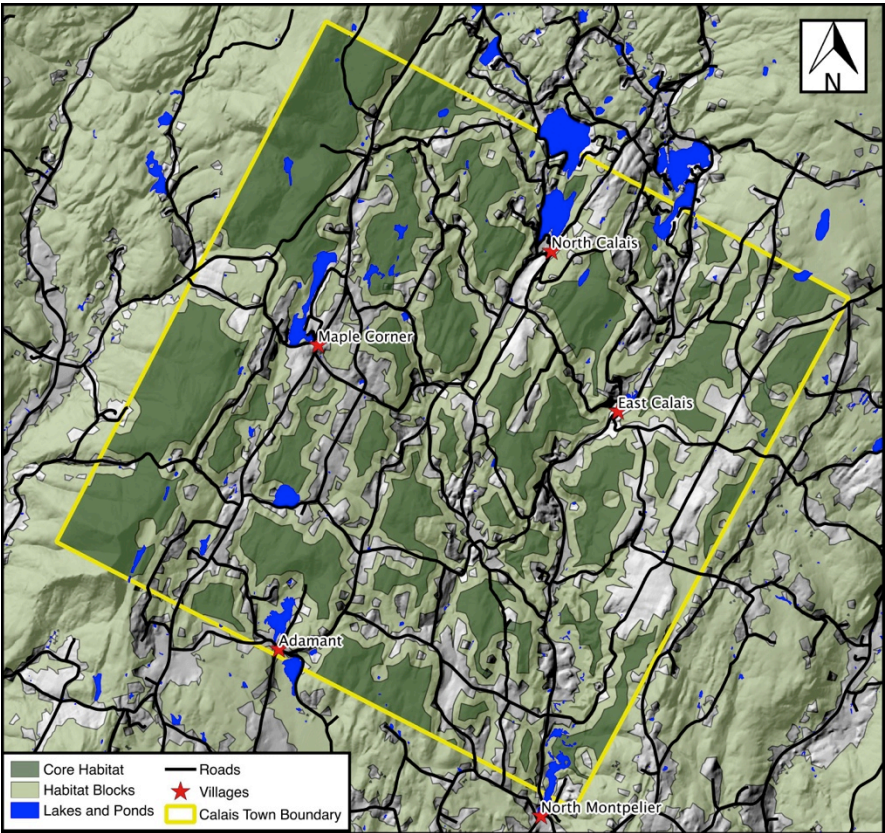 N
North Calais
Maple Corner
East Calais
Adamant
North Montpelier
Core Habitat
Habitat Blocks
Lakes and Ponds
Roads
Villages
Calais Town Boundary